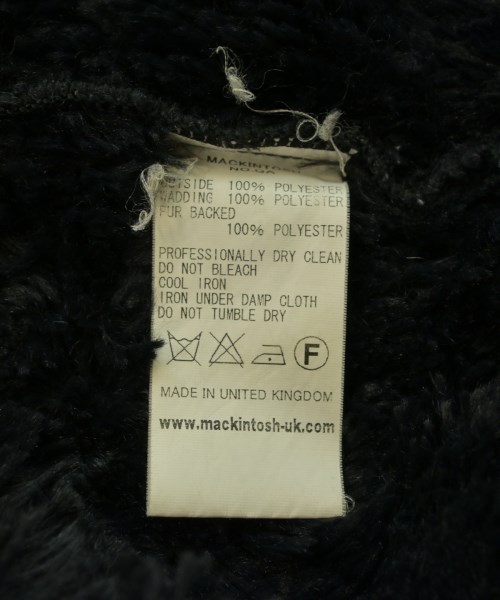 MACKINTOSH
OUTSIDE 100% POLYESTER
WADDING 100% POLYESTER
FUR BACKED
100% POLYESTER
PROFESSIONALLY DRY CLEAN
DO NOT BLEACH
COOL IRON
IRON UNDER DAMP CLOTH
DO NOT TUMBLE DRY
F
MADE IN UNITED KINGDOM
www.mackintosh-uk.com